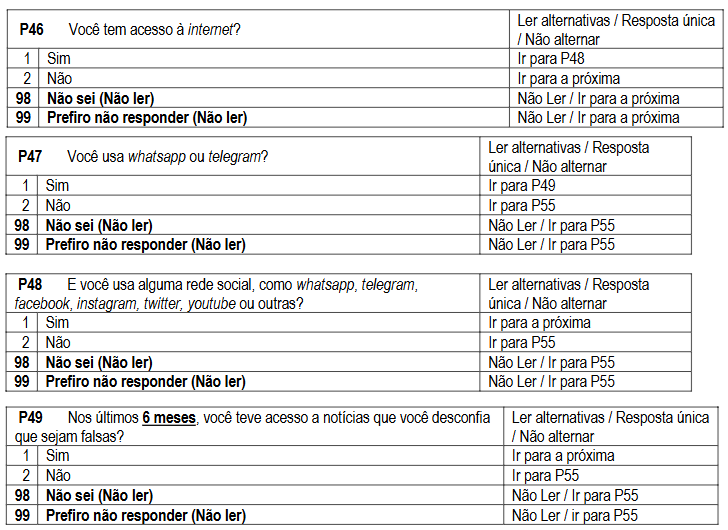 P46 Você tem acesso à internet? Ler alternativas / Resposta única
/ Não alternar
1 Sim Ir para P48
2 Não Ir para a próxima
98 Não sei (Não ler) Não Ler / Ir para a próxima
99 Prefiro não responder (Não ler) Não Ler / Ir para a próxima
P47 Você usa whatsapp ou telegram? Ler alternativas / Resposta
única / Não alternar
1 Sim Ir para P49
2 Não Ir para P55
98 Não sei (Não ler) Não Ler / Ir para P55
99 Prefiro não responder (Não ler) Não Ler / Ir para P55
P48 E você usa alguma rede social, como whatsapp, telegram, Ler alternativas / Resposta
facebook, instagram, twitter, youtube ou outras? única / Não alternar
1 Sim Ir para a próxima
2 Não Ir para P55
98 Não sei (Não ler) Não Ler / Ir para P55
99 Prefiro não responder (Não ler) Não Ler / Ir para P55
P49 Nos últimos 6 meses, você teve acesso a notícias que você desconfia Ler alternativas / Resposta única
que sejam falsas? / Não alternar
1 Sim Ir para a próxima
2 Não Ir para P55
98 Não sei (Não ler) Não Ler / Ir para P55
99 Prefiro não responder (Não ler) Não Ler / ir para P55